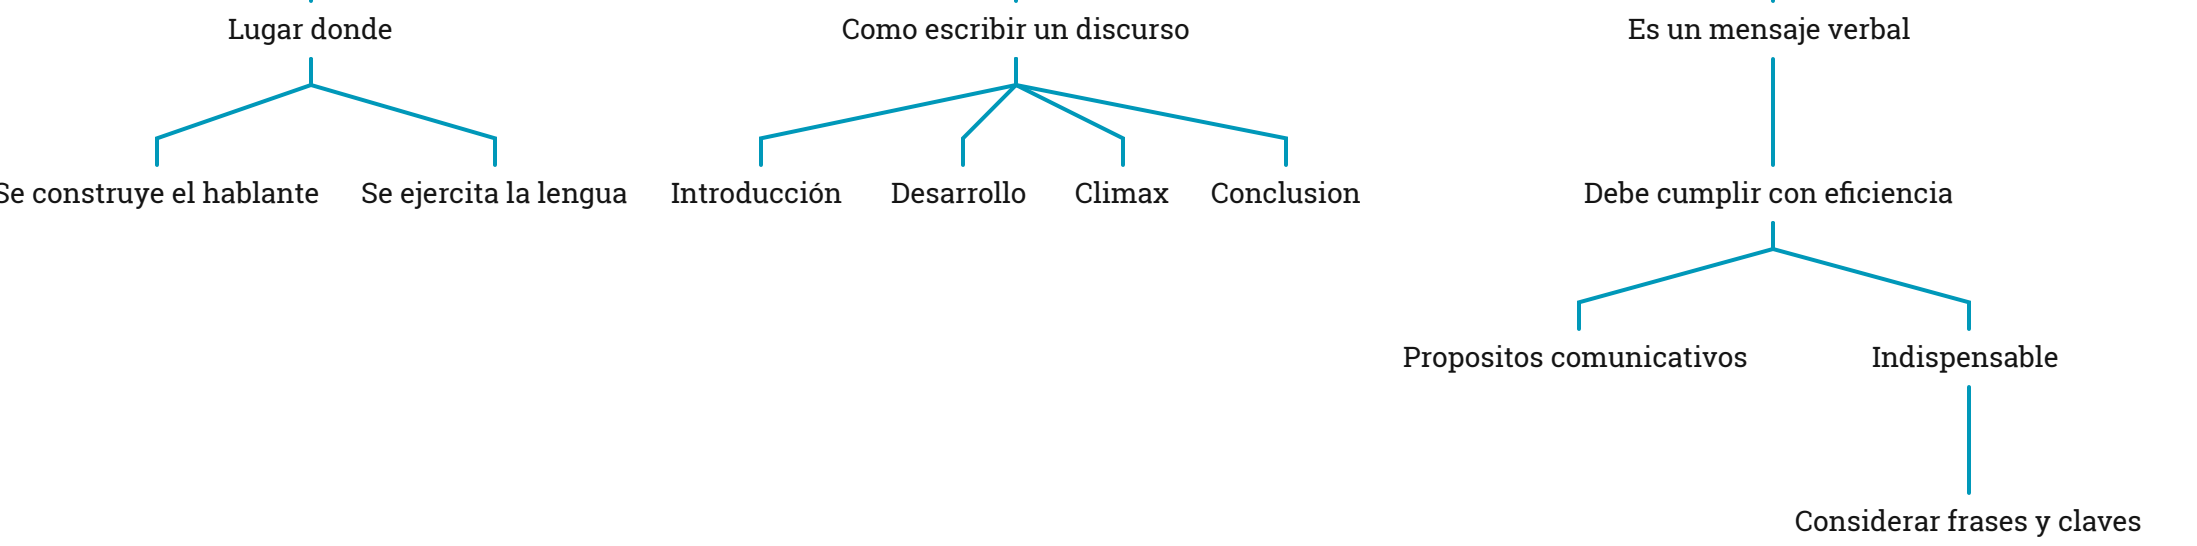 Lugar donde
Como escribir un discurso
Es un mensaje verbal
Se construye el hablante
Se ejercita la lengua
Introducción
Desarrollo
Climax
Conclusion
Debe cumplir con eficiencia
Propositos comunicativos
Indispensable
Considerar frases y claves